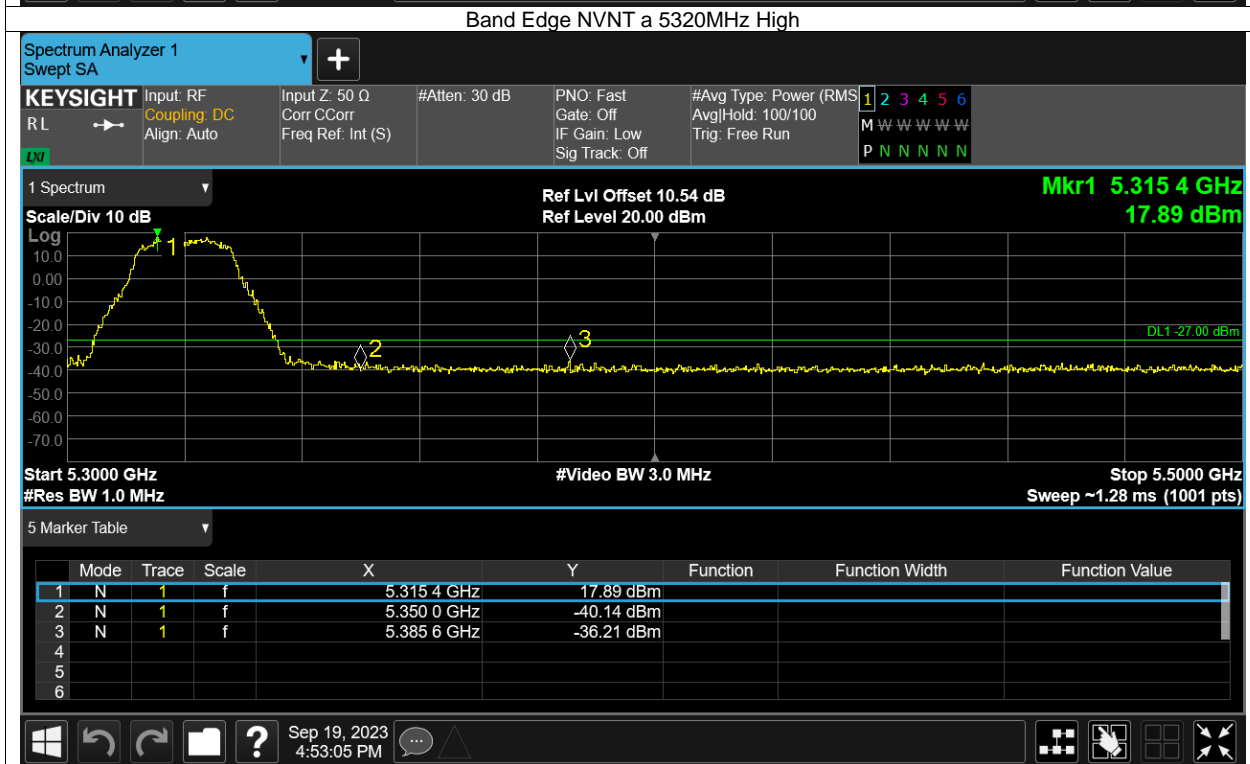 Band Edge NVNT a 5320MHz High
Spectrum Analyzer 1
Swept SA
KEYSIGHT Input: RF Input Z: 50 Ω #Atten: 30 dB PNO: Fast #Avg Type: Power (RMS 1 2 3 4 5 6
R L Coupling: DC Corr CCorr Gate: Off Avg|Hold: 100/100 M W W W W W
Align: Auto Freq Ref: Int (S) IF Gain: Low Trig: Free Run
LXI Sig Track: Off P N N N N N N
1 Spectrum Ref Lvl Offset 10.54 dB Mkr1 5.315 4 GHz
Scale/Div 10 dB Ref Level 20.00 dBm 17.89 dBm
Log
1
10.0
0.00
-10.0
-20.0
DL1 -27.00 dBm
2 3
-30.0
-40.0
-50.0
-60.0
-70.0
Start 5.3000 GHz #Video BW 3.0 MHz Stop 5.5000 GHz
#Res BW 1.0 MHz Sweep ~1.28 ms (1001 pts)
5 Marker Table
Mode Trace Scale X Y Function Function Width Function Value
1 N 1 f 5.315 4 GHz 17.89 dBm
2 N 1 f 5.350 0 GHz -40.14 dBm
3 N 1 f 5.385 6 GHz -36.21 dBm
4
5
6
? Sep 19, 2023
4:53:05 PM